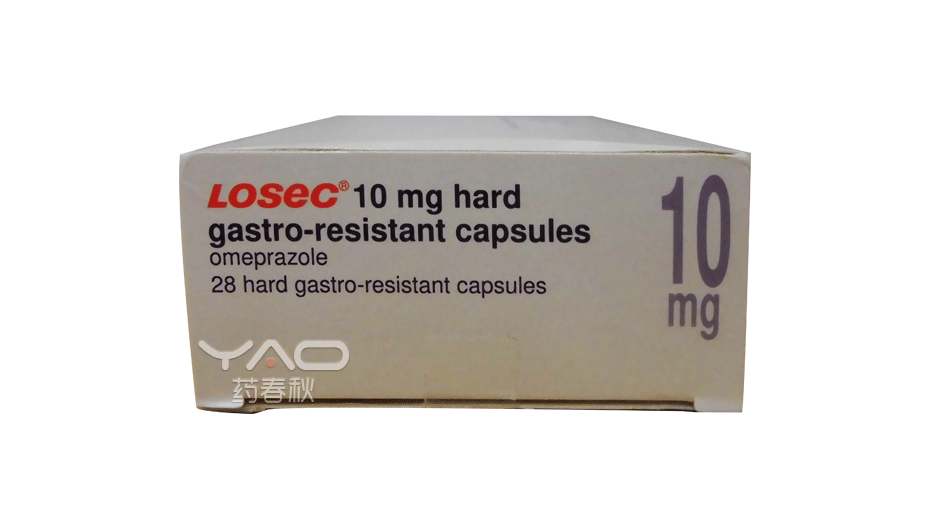 Losec® 10 mg hard
gastro-resistant capsules
omeprazole
28 hard gastro-resistant capsules
10
mg
YAO
药春秋